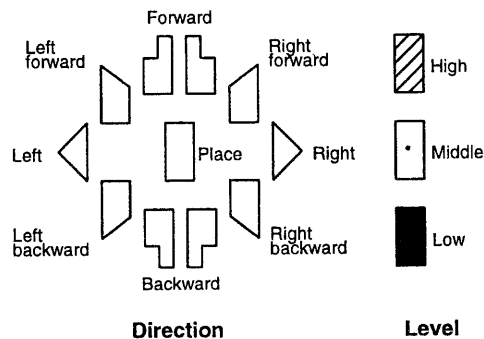 Forward
Left
forward
Right
forward
High
Left
Place
Right
Middle
Left
backward
Right
backward
Low
Backward
Direction
Level